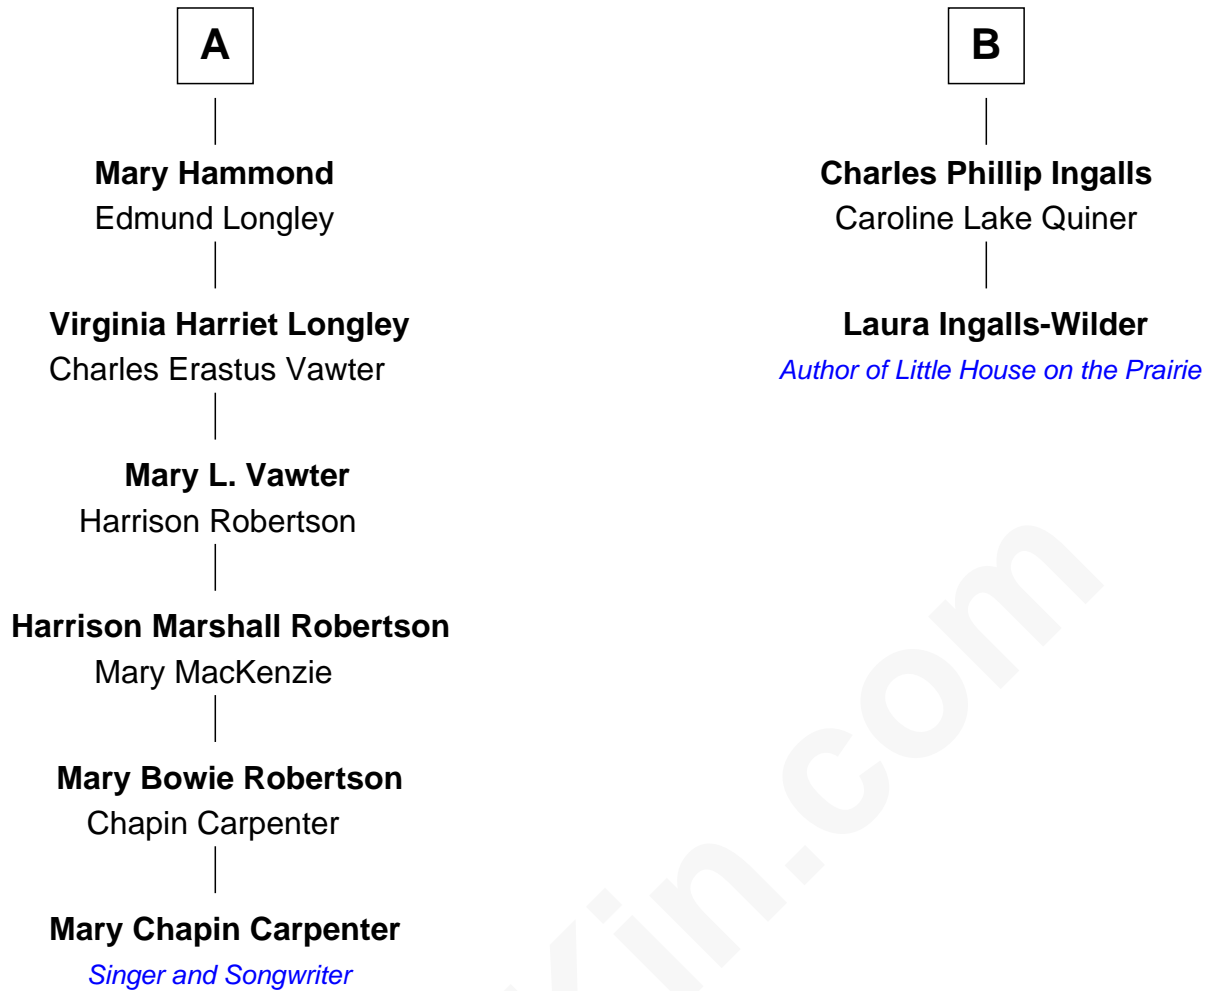 A
Mary Hammond
Edmund Longley
Virginia Harriet Longley
Charles Erastus Vawter
Mary L. Vawter
Harrison Robertson
Harrison Marshall Robertson
Mary MacKenzie
Mary Bowie Robertson
Chapin Carpenter
Mary Chapin Carpenter
Singer and Songwriter
B
Charles Phillip Ingalls
Caroline Lake Quiner
Laura Ingalls-Wilder
Author of Little House on the Prairie